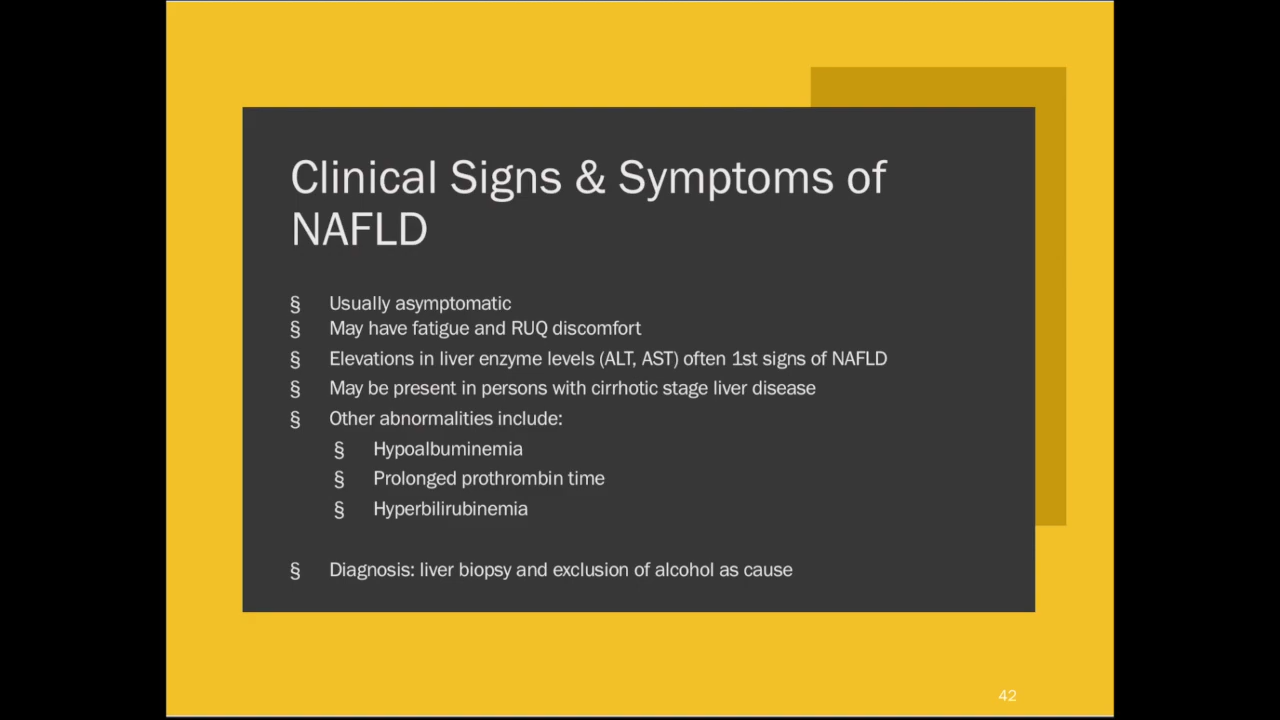 Clinical Signs & Symptoms of
NAFLD
§ Usually asymptomatic
§ May have fatigue and RUQ discomfort
§ Elevations in liver enzyme levels (ALT, AST) often 1st signs of NAFLD
§ May be present in persons with cirrhotic stage liver disease
§ Other abnormalities include:
§ Hypoalbuminemia
§ Prolonged prothrombin time
§ Hyperbilirubinemia
§ Diagnosis: liver biopsy and exclusion of alcohol as cause
42